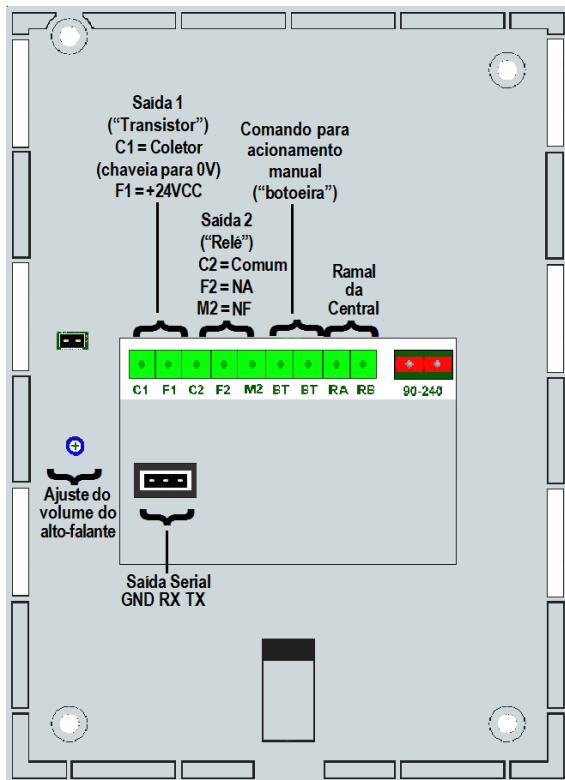 Saída 1
(“Transistor”)
C1 = Coletor
(chaveia para 0V)
F1 = +24VCC
Comando para
acionamento
manual
(“botoeira”)
Saída 2
(“Relé”)
C2 = Comum
F2 = NA
M2 = NF
Ramal
da
Central
C1 F1 C2 F2 M2 BT BT RA RB 90-240
Ajuste do
volume do
alto-falante
Saída Serial
GND RX TX